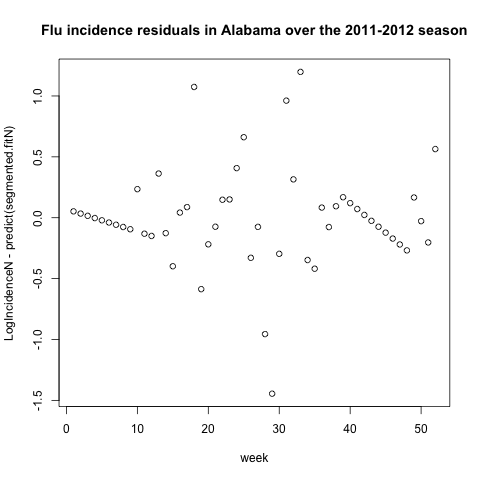 Flu incidence residuals in Alabama over the 2011-2012 season
LogIncidenceN - predict(segmented.fitN)
1.0
0.5
0.0
-0.5
-1.0
-1.5
0 10 20 30 40 50
week